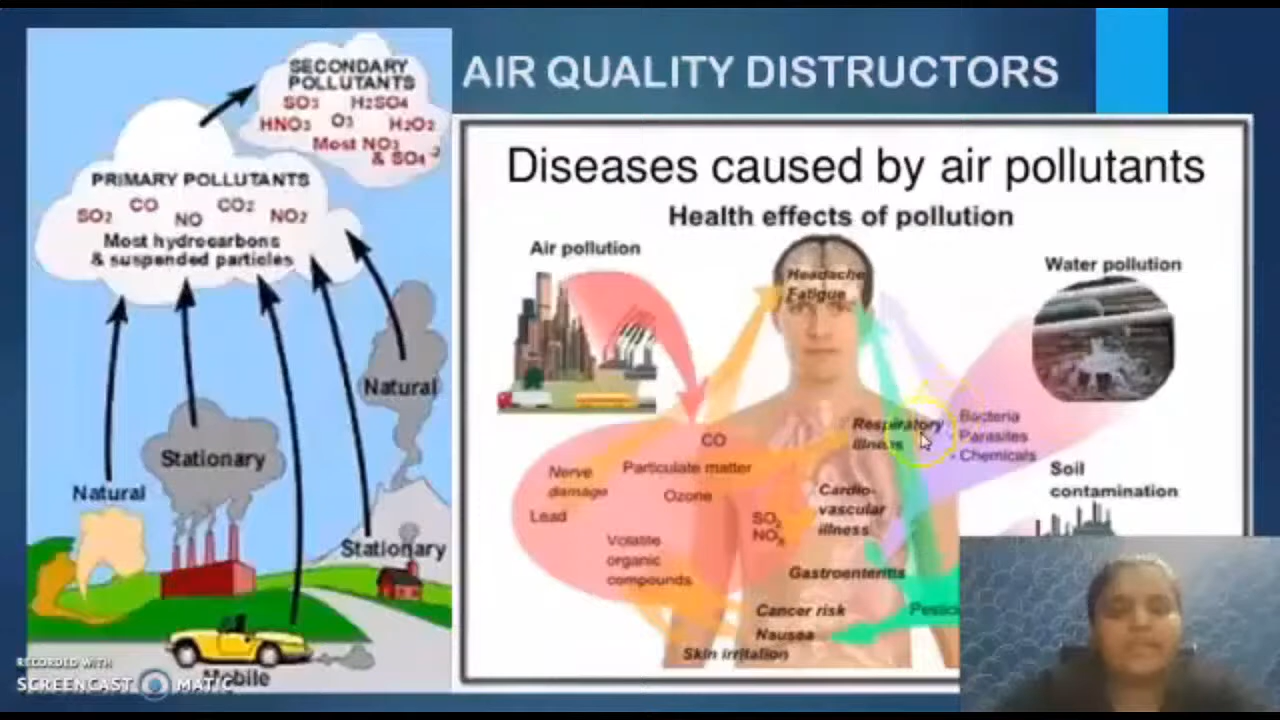 AIR QUALITY DISTRUCTORS
SECONDARY
POLLUTANTS
SO3 H2SO4
HNO3 O3 H2O2
Most NO3
& SO4 -2
PRIMARY POLLUTANTS
SO2 CO NO CO2 NO2
Most hydrocarbons
& suspended particles
Natural
Stationary
Natural
Stationary
Mobile
RECORDED WITH
SCREENCAST MATIC
Diseases caused by air pollutants
Health effects of pollution
Air pollution
Water pollution
Headache
Fatigue
CO
Particulate matter
Nerve
damage
Ozone
Lead
SO2
NOx
Volatile
organic
compounds
Respiratory
illness
Bacteria
Parasites
Chemicals
Soil
contamination
Cardio-
vascular
illness
Gastroenteritis
Cancer risk
Nausea
Skin irritation